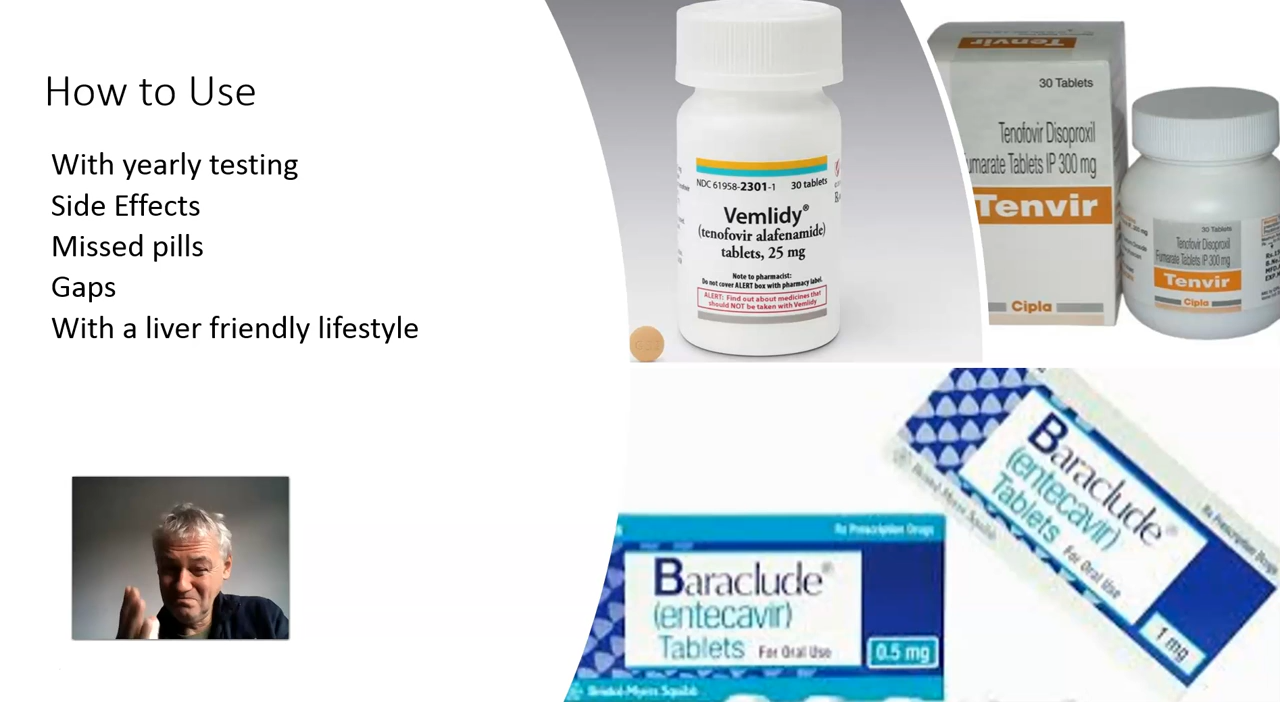 How to Use
With yearly testing
Side Effects
Missed pills
Gaps
With a liver friendly lifestyle
NDC 61958-2301-1 30 tablets
Vemlidy®
(tenofovir alafenamide)
tablets, 25 mg
Note to pharmacist:
Do not cover ALERT box with pharmacy label.
ALERT: Find out about medicines that
should NOT be taken with Vemlidy
Tenvir
30 Tablets
Tenofovir Disoproxil
Tablets IP 300 mg
Tenvir
Cipla
30 Tablets
Tenofovir Disoproxil
Fumarate Tablets IP 300 mg
Tenvir
Cipla
Rx Prescription Drugs
Baraclude®
(entecavir)
Tablets For Oral Use
0.5 mg
Bristol-Myers Squibb
Baraclude®
(entecavir)
Tablets For Oral Use
1 mg
Bristol-Myers Squibb
Rx Prescription Drugs